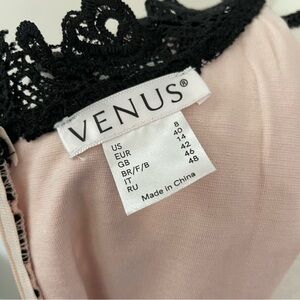 VENUS®
US 8
EUR 40
GB 14
BR/F/B 42
IT 46
RU 48
Made in China